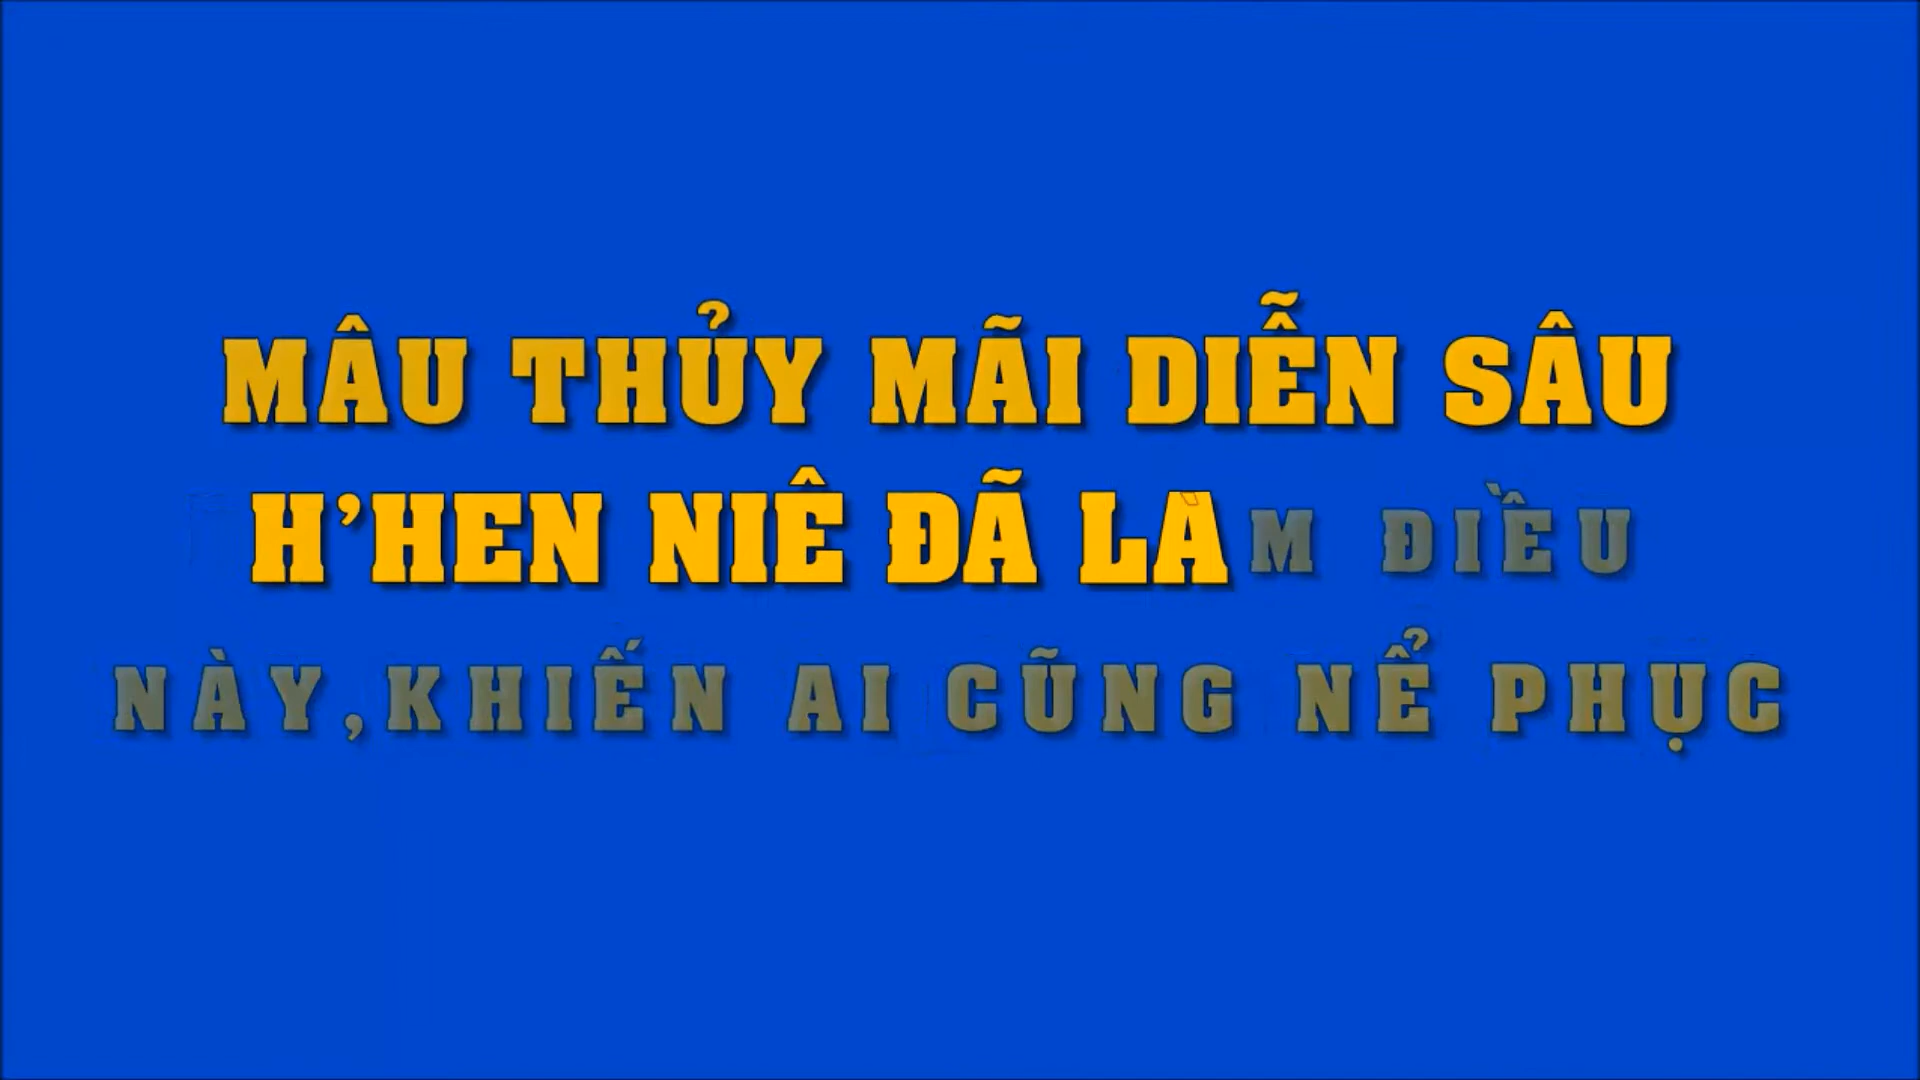 MÂU THỦY MÃI DIỄN SÂU
H’HEN NIÊ ĐÃ LÀM ĐIỀU
NÀY,KHIẾN AI CŨNG NỂ PHỤC